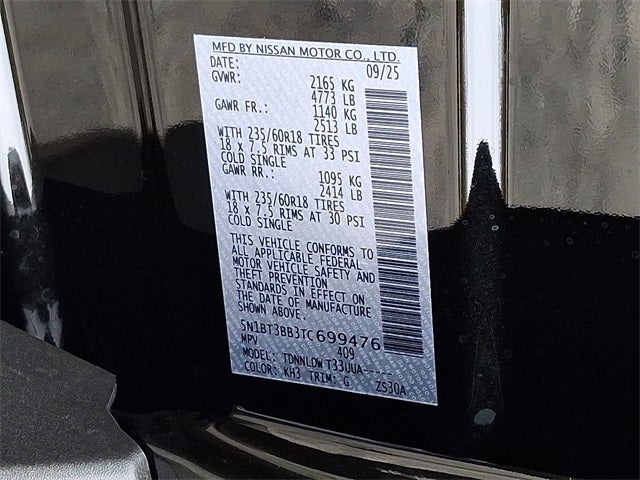 MFD BY NISSAN MOTOR CO., LTD.
DATE: 09/25
GVWR: 2165 KG
4773 LB
GAWR FR.: 1140 KG
2513 LB
WITH 235/60R18 TIRES
18 x 7.5 RIMS AT 33 PSI
COLD SINGLE
GAWR RR.: 1095 KG
2414 LB
WITH 235/60R18 TIRES
18 x 7.5 RIMS AT 30 PSI
COLD SINGLE
THIS VEHICLE CONFORMS TO
ALL APPLICABLE FEDERAL
MOTOR VEHICLE SAFETY AND
THEFT PREVENTION
STANDARDS IN EFFECT ON
THE DATE OF MANUFACTURE
SHOWN ABOVE.
5N1BT3BB3TC699476
MPV 409
MODEL: TDNNLDW T33UUA-----
COLOR: KH3 TRIM: G ZS30A